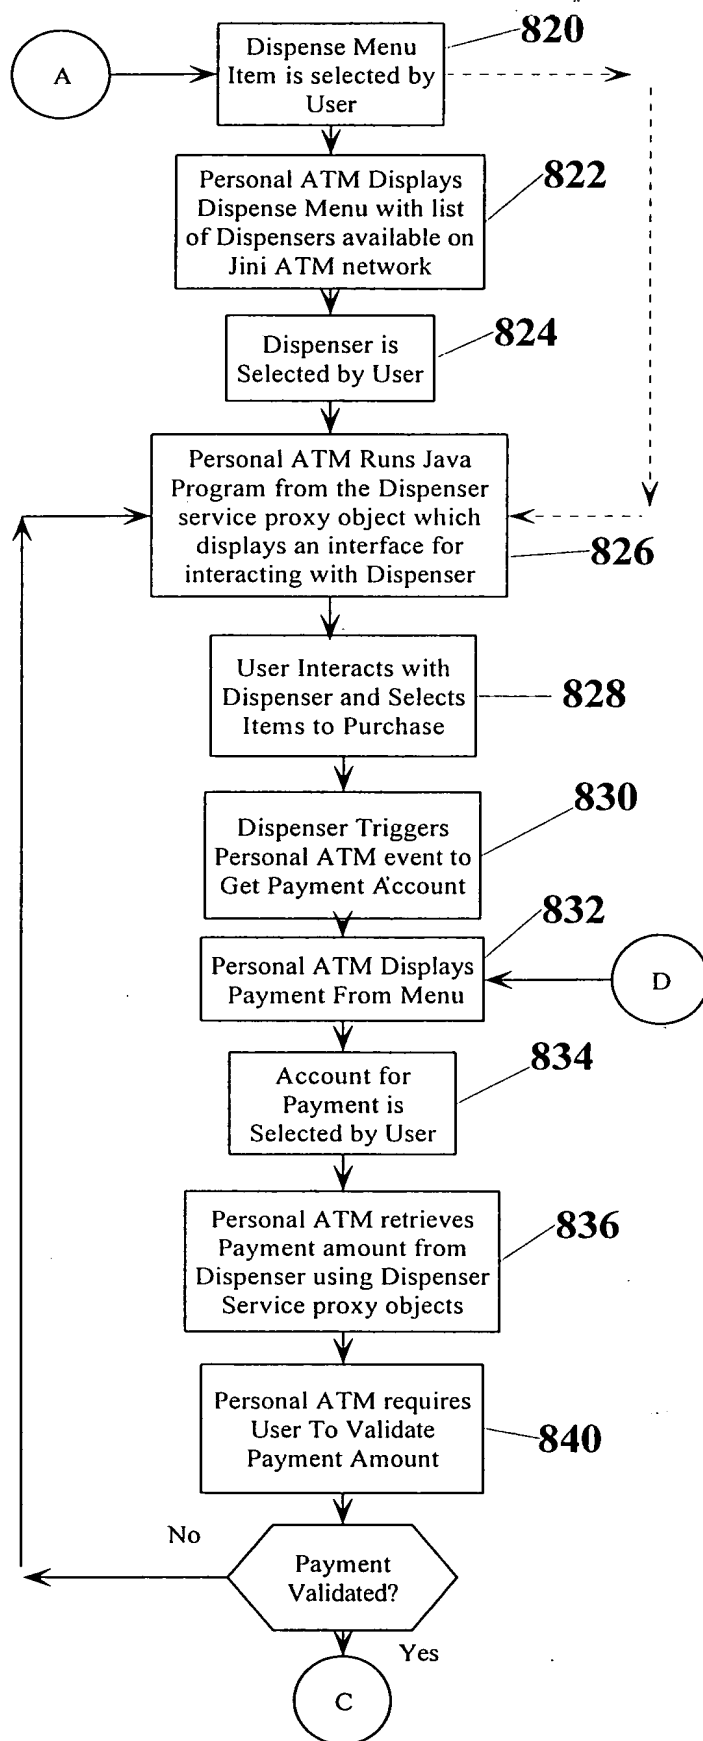 820
A
Dispense Menu
Item is selected by
User
822
Personal ATM Displays
Dispense Menu with list
of Dispensers available on
Jini ATM network
824
Dispenser is
Selected by User
Personal ATM Runs Java
Program from the Dispenser
service proxy object which
displays an interface for
interacting with Dispenser
826
User Interacts with
Dispenser and Selects
Items to Purchase
828
830
Dispenser Triggers
Personal ATM event to
Get Payment Account
832
Personal ATM Displays
Payment From Menu
D
834
Account for
Payment is
Selected by User
Personal ATM retrieves
Payment amount from
Dispenser using Dispenser
Service proxy objects
836
Personal ATM requires
User To Validate
Payment Amount
840
No
Payment
Validated?
Yes
C